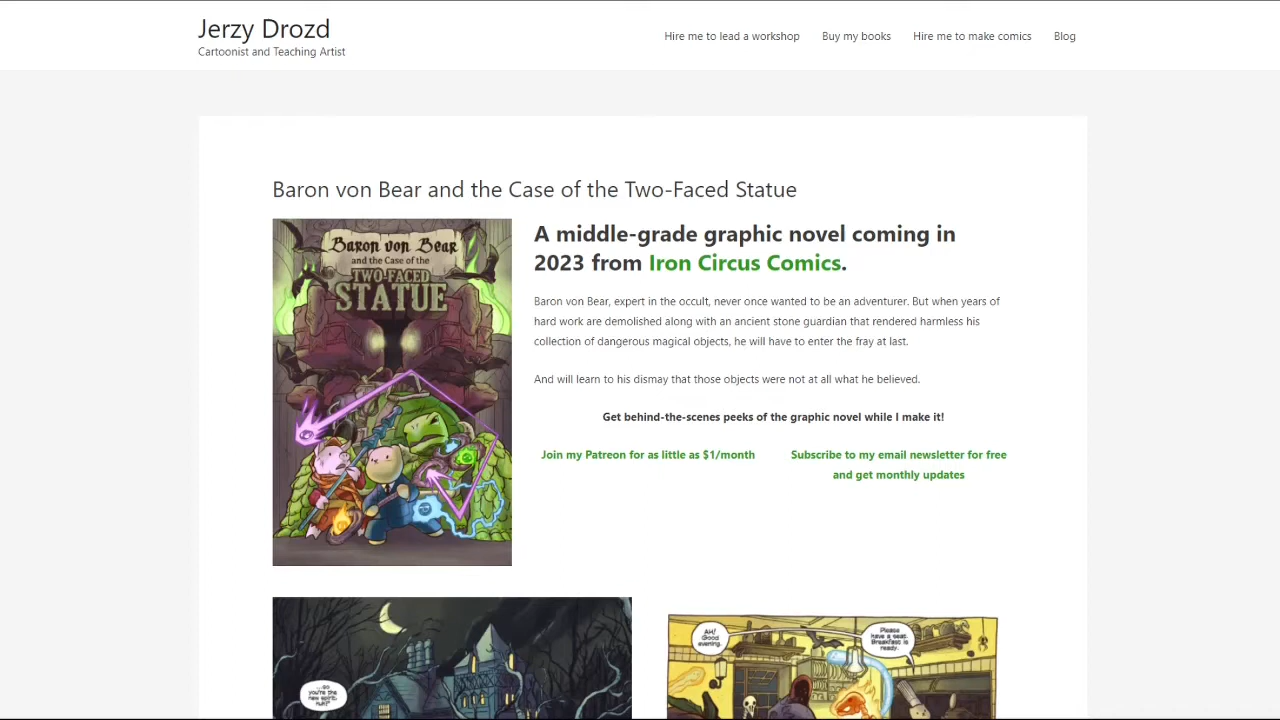 Jerzy Drozd
Cartoonist and Teaching Artist
Hire me to lead a workshop
Buy my books
Hire me to make comics
Blog
Baron von Bear and the Case of the Two-Faced Statue
Baron von Bear
and the Case of the
TWO-FACED
STATUE
A middle-grade graphic novel coming in
2023 from Iron Circus Comics.
Baron von Bear, expert in the occult, never once wanted to be an adventurer. But when years of
hard work are demolished along with an ancient stone guardian that rendered harmless his
collection of dangerous magical objects, he will have to enter the fray at last.
And will learn to his dismay that those objects were not at all what he believed.
Get behind-the-scenes peeks of the graphic novel while I make it!
Join my Patreon for as little as $1/month
Subscribe to my email newsletter for free
and get monthly updates
...so
you're the
new spirit,
huh?
Ah!
Good
evening.
Please
have a seat.
Breakfast is
ready.